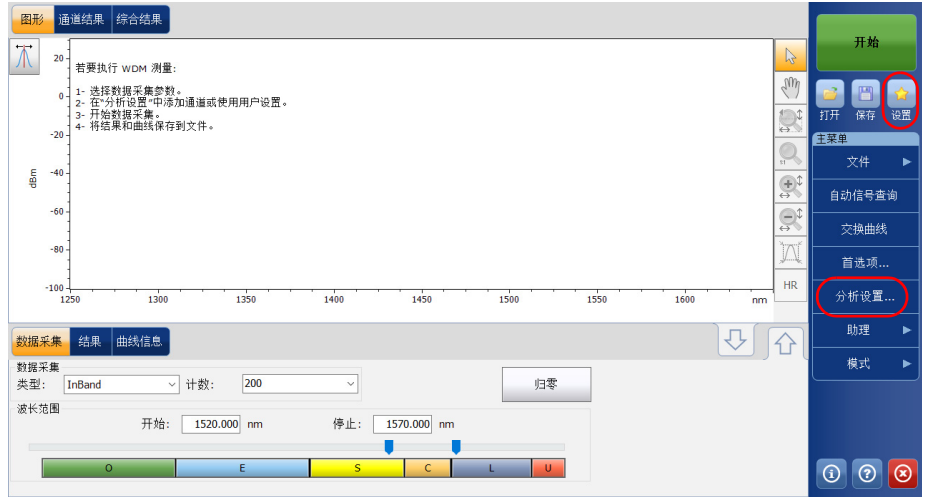 图形 通道结果 综合结果
若要执行 WDM 测量:
1- 选择数据采集参数。
2- 在"分析设置"中添加通道或使用用户设置。
3- 开始数据采集。
4- 将结果和曲线保存到文件。
20
0
-20
-40
-60
-80
-100
dBm
1250 1300 1350 1400 1450 1500 1550 1600 nm
1:1
HR
数据采集 结果 曲线信息
数据采集
类型: InBand 计数: 200 归零
波长范围
开始: 1520.000 nm 停止: 1570.000 nm
O E S C L U
开始
打开 保存 设置
主菜单
文件
自动信号查询
交换曲线
首选项...
分析设置...
助理
模式